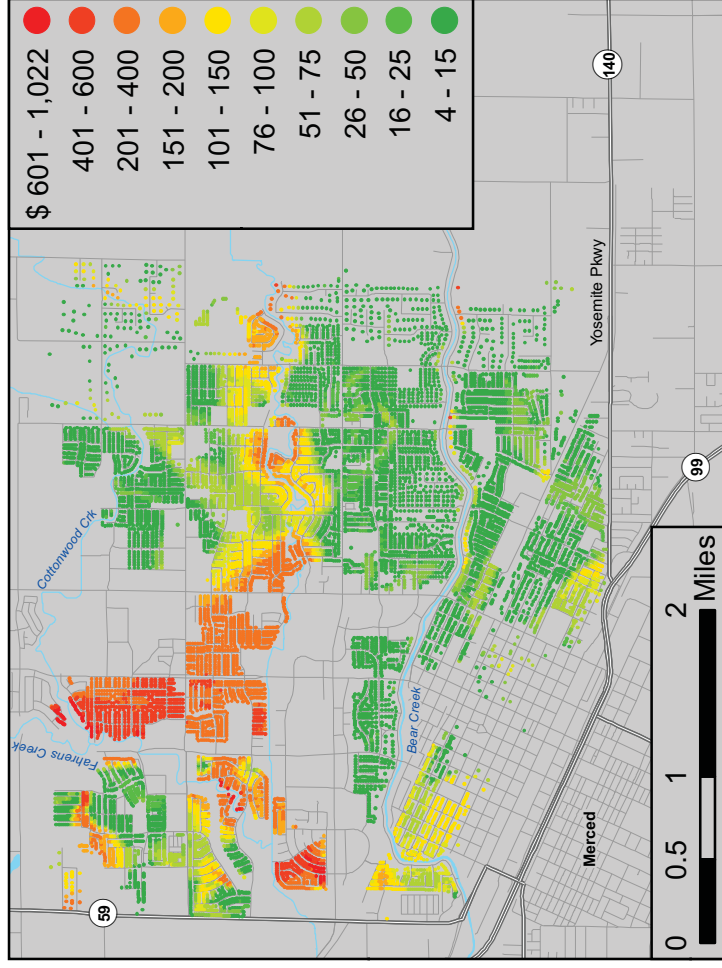 $ 601 - 1,022
401 - 600
201 - 400
151 - 200
101 - 150
76 - 100
51 - 75
26 - 50
16 - 25
4 - 15
140
Cottonwood Crk
Yosemite Pkwy
Fahrens Creek
99
Bear Creek
59
Merced
0 0.5 1 2
Miles